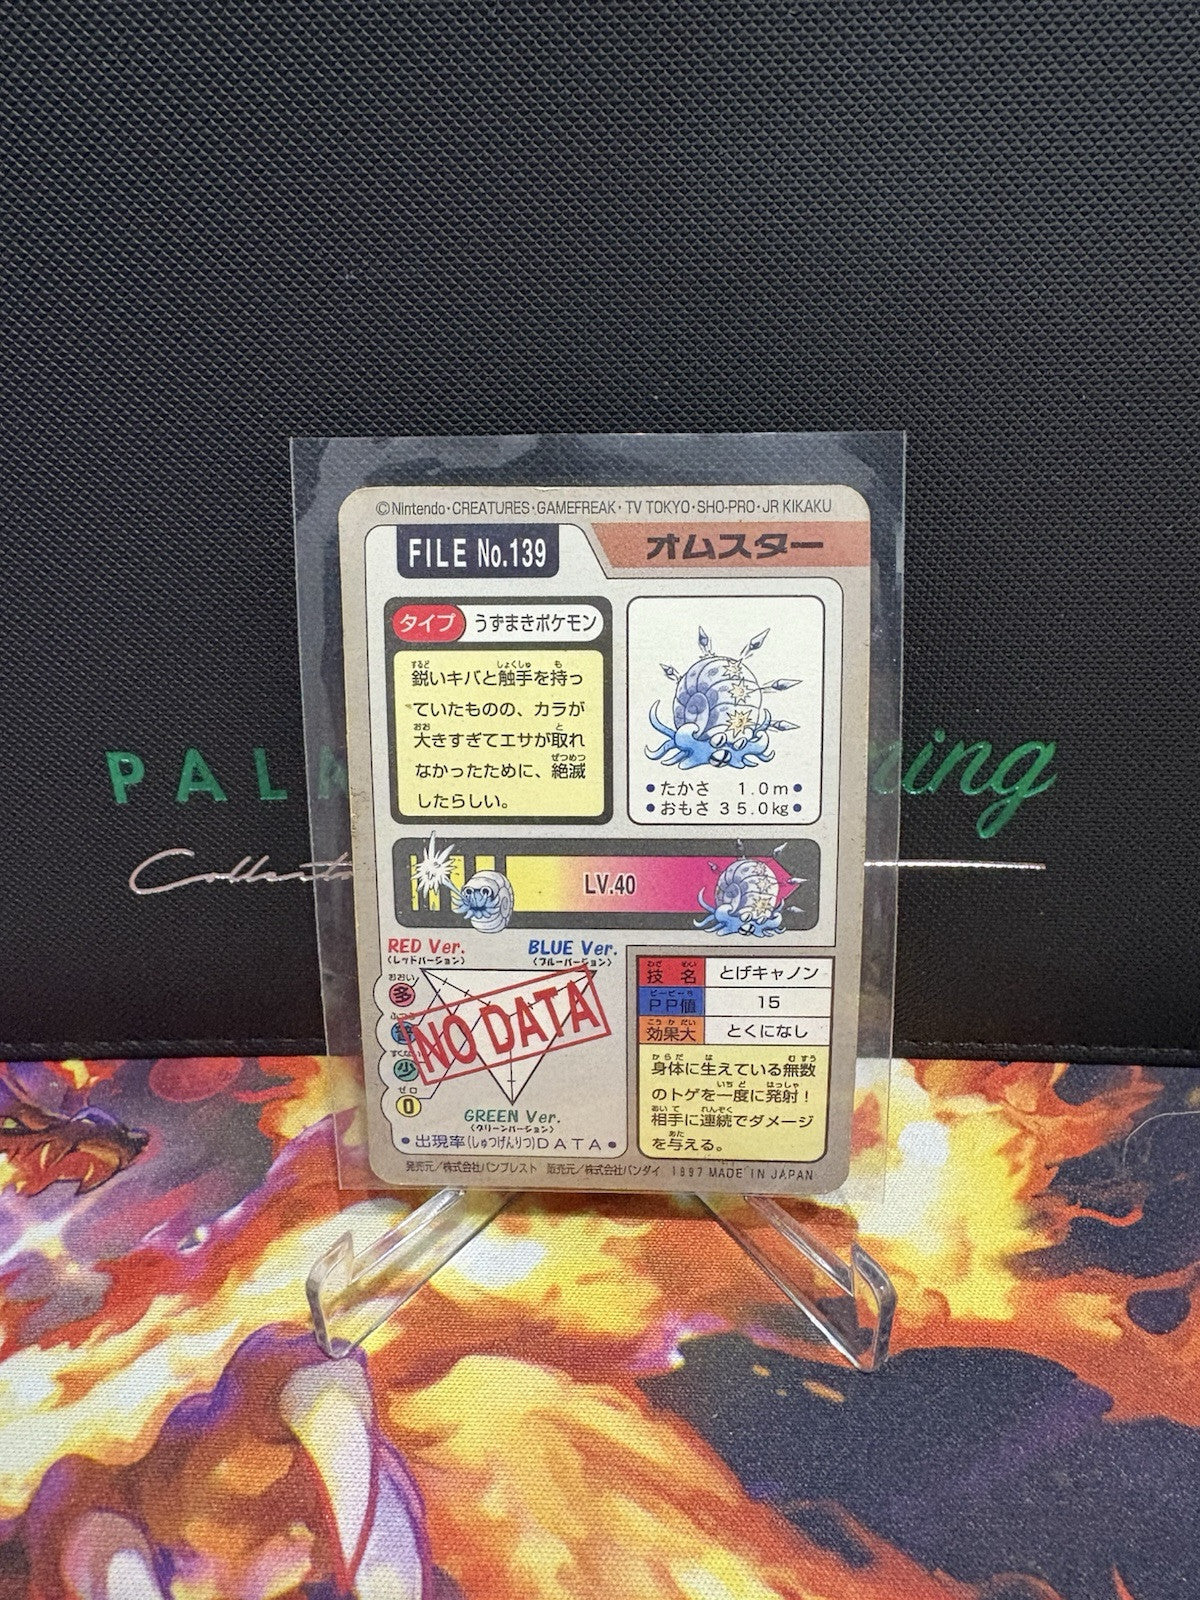 ©Nintendo・CREATURES・GAMEFREAK・TV TOKYO・SHO-PRO・JR KIKAKU
FILE No.139
オムスター
タイプ うずまきポケモン
鋭いキバと触手を持っ
ていたものの、カラが
大きすぎてエサが取れ
なかったために、絶滅
したらしい。
•たかさ 1.0m•
•おもさ 35.0kg•
PAL
ning
LV.40
RED Ver.
(レッドバージョン)
BLUE Ver.
(ブルーバージョン)
おおい
多
少
ゼロ
0
NO DATA
GREEN Ver.
(グリーンバージョン)
•出現率(しゅつげんりつ)DATA•
技名 とげキャノン
PP値 15
効果大 とくになし
身体に生えている無数
のトゲを一度に発射！
相手に連続でダメージ
を与える。
発売元／株式会社バンプレスト 販売元／株式会社バンダイ 1997 MADE IN JAPAN